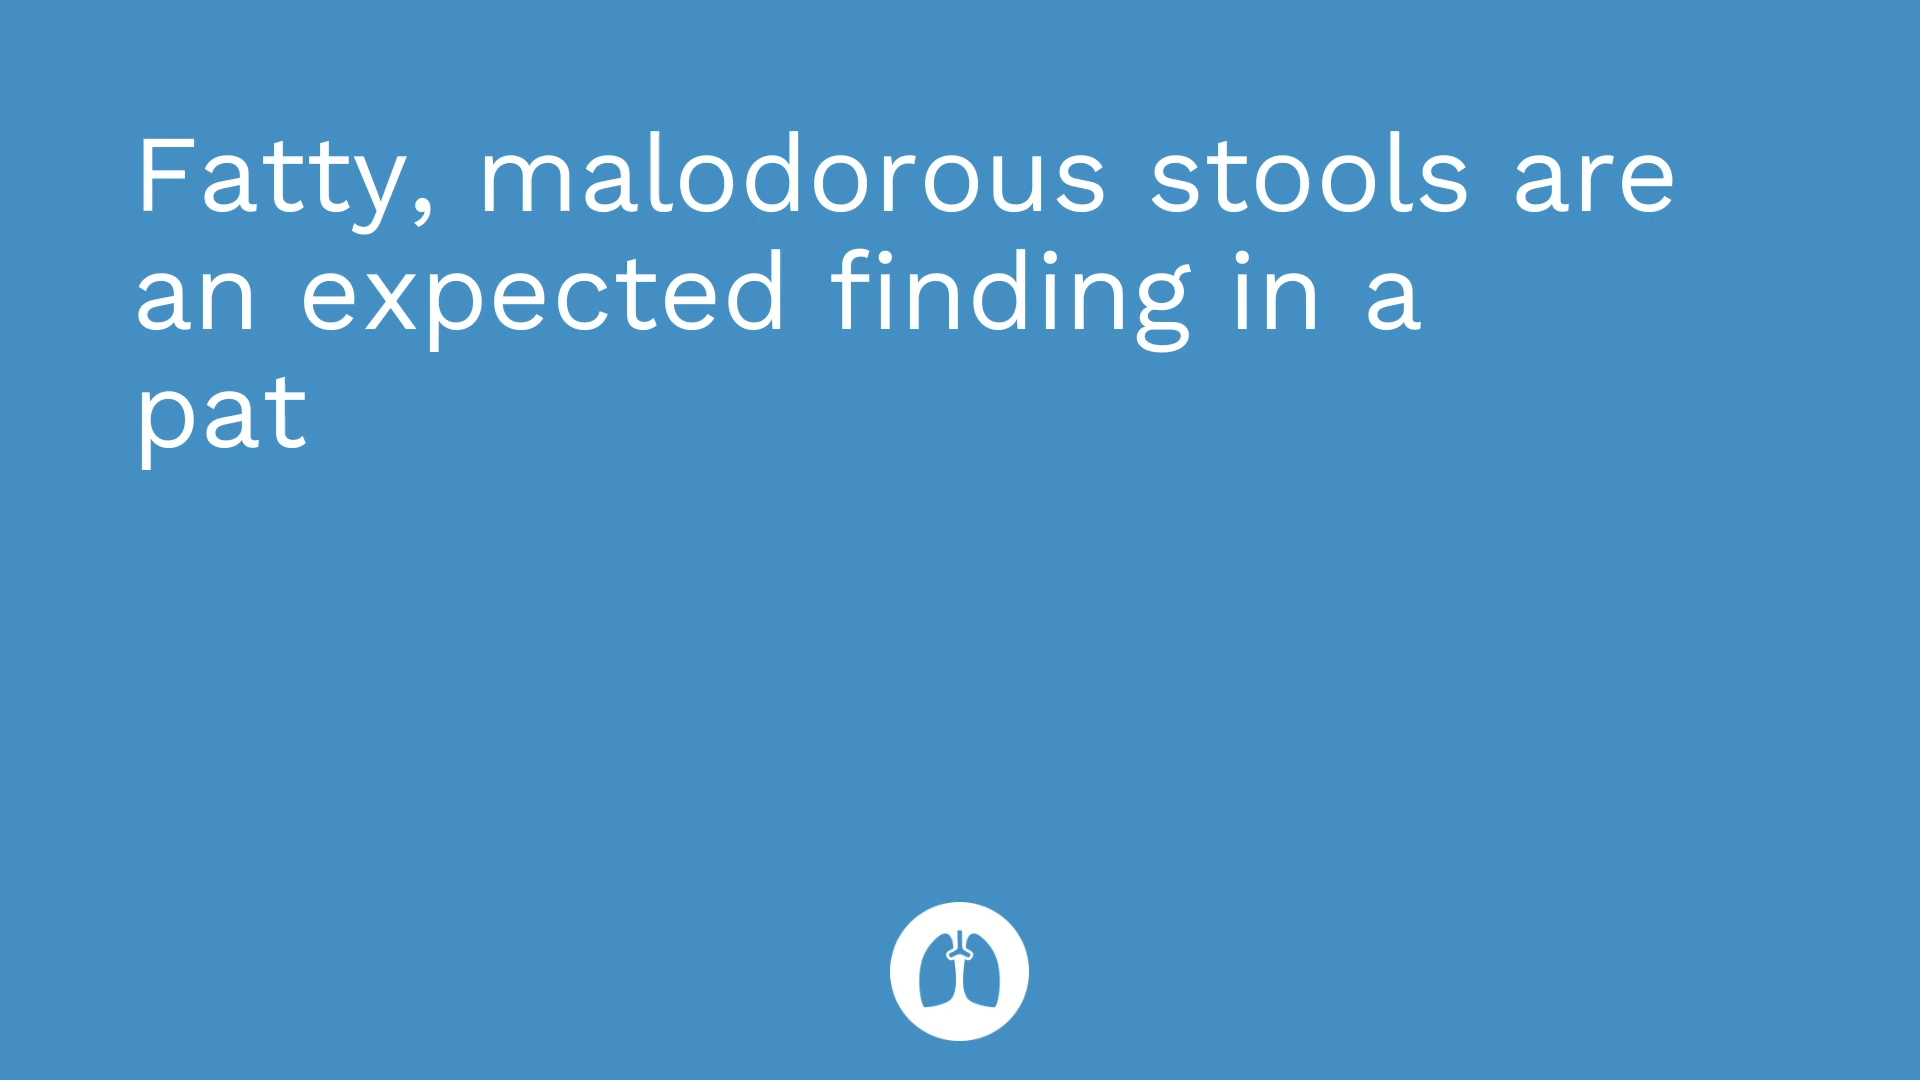 Fatty, malodorous stools are
an expected finding in a
pat